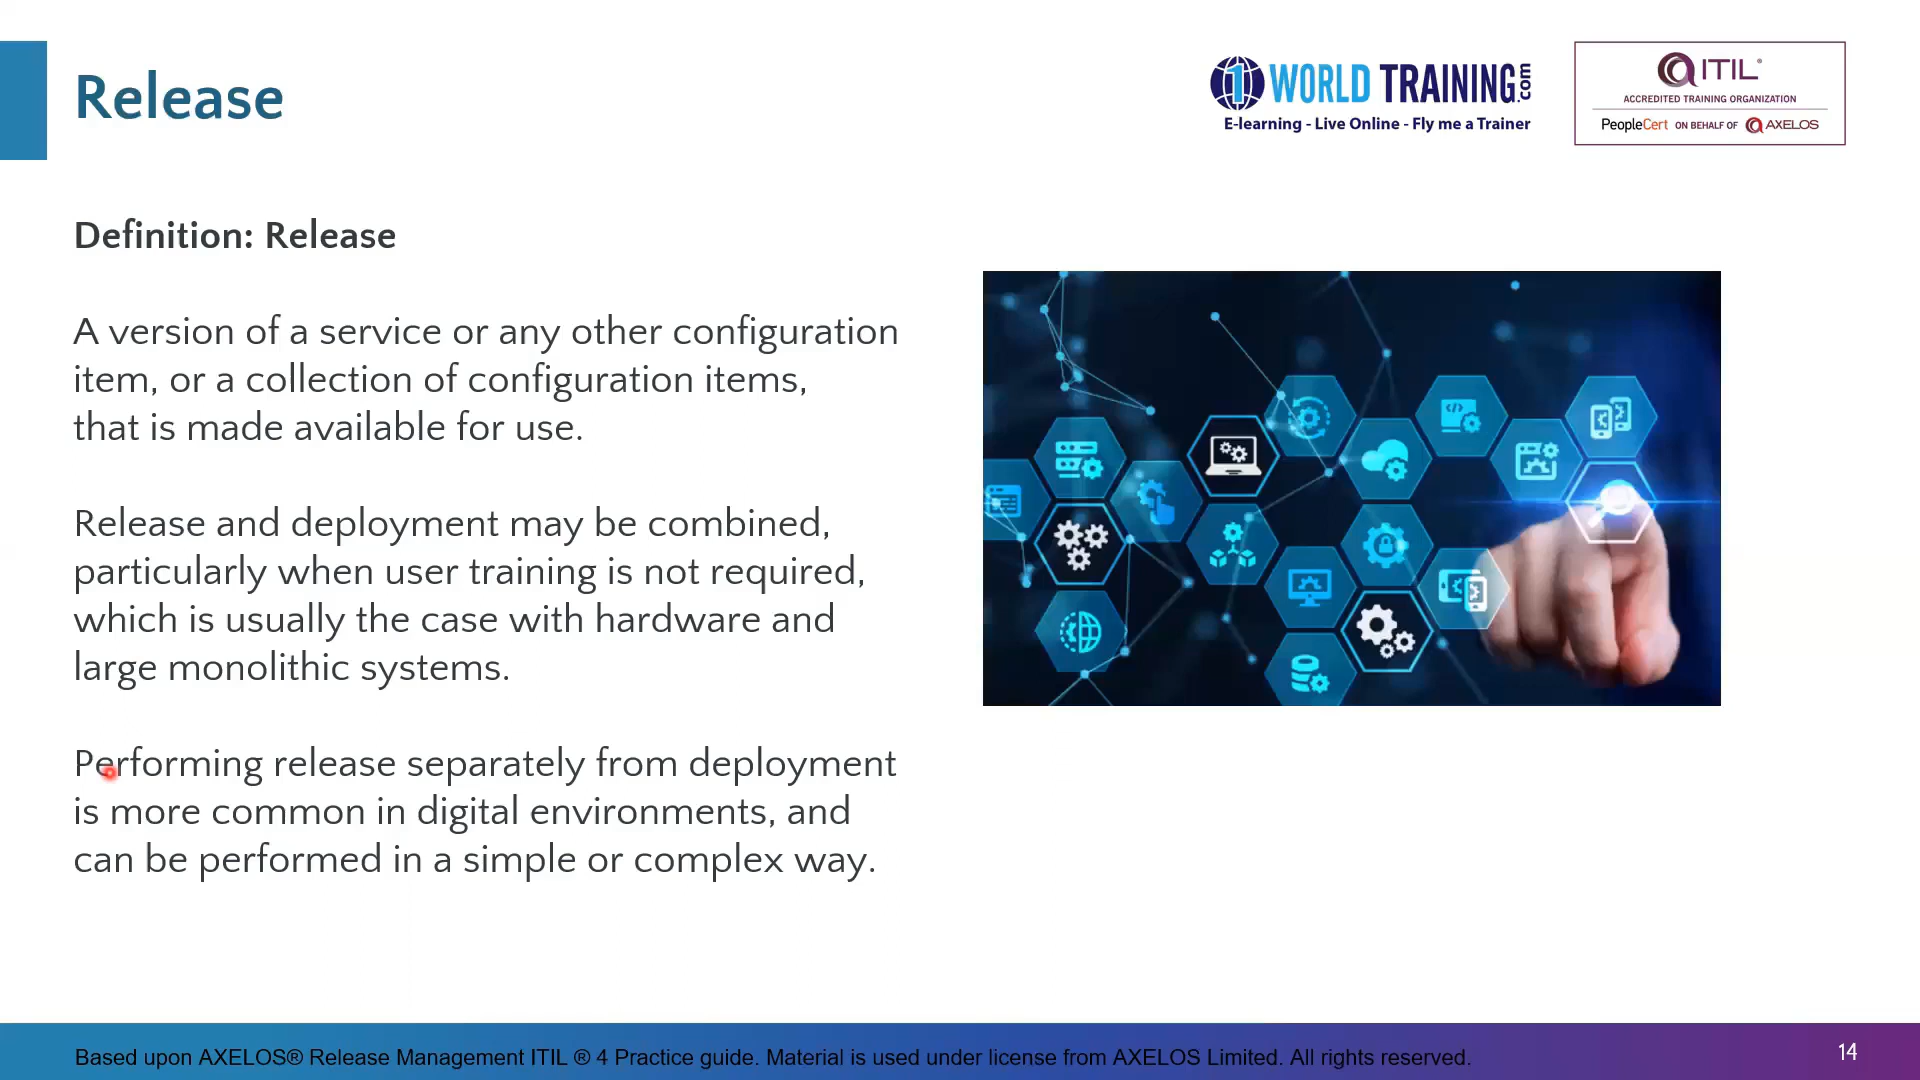 Release
1 WORLD TRAINING.com
E-learning - Live Online - Fly me a Trainer
ITIL®
ACCREDITED TRAINING ORGANIZATION
PeopleCert ON BEHALF OF AXELOS
Definition: Release
A version of a service or any other configuration
item, or a collection of configuration items,
that is made available for use.
Release and deployment may be combined,
particularly when user training is not required,
which is usually the case with hardware and
large monolithic systems.
Performing release separately from deployment
is more common in digital environments, and
can be performed in a simple or complex way.
Based upon AXELOS® Release Management ITIL ® 4 Practice guide. Material is used under license from AXELOS Limited. All rights reserved.
14